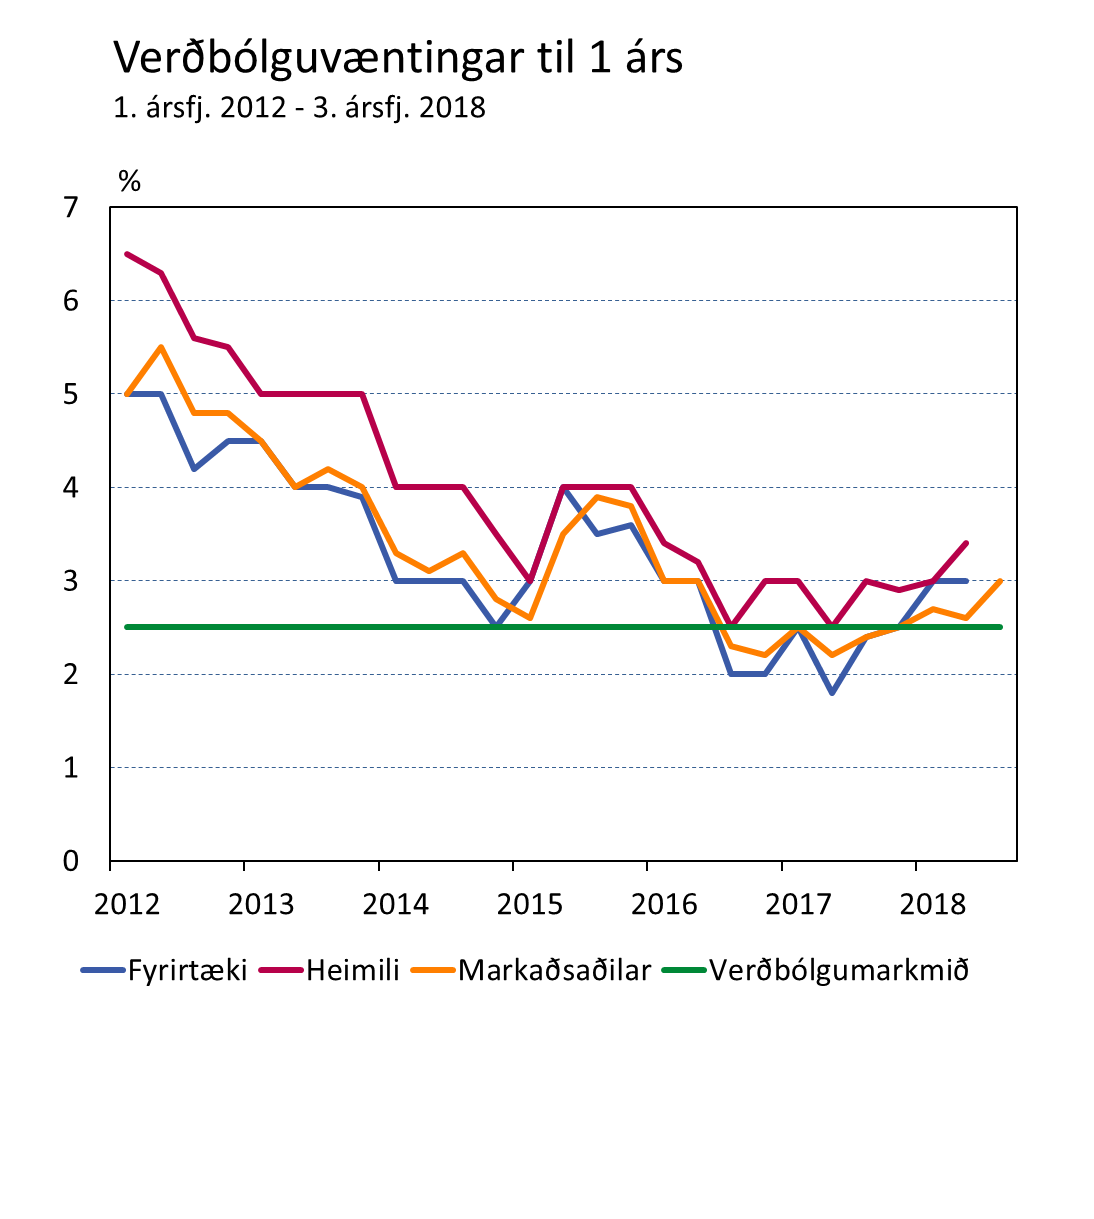 Verðbólguvæntingar til 1 árs
1. ársfj. 2012 - 3. ársfj. 2018
%
7
6
5
4
3
2
1
0
2012 2013 2014 2015 2016 2017 2018
Fyrirtæki Heimili Markaðsaðilar Verðbólgumarkmið